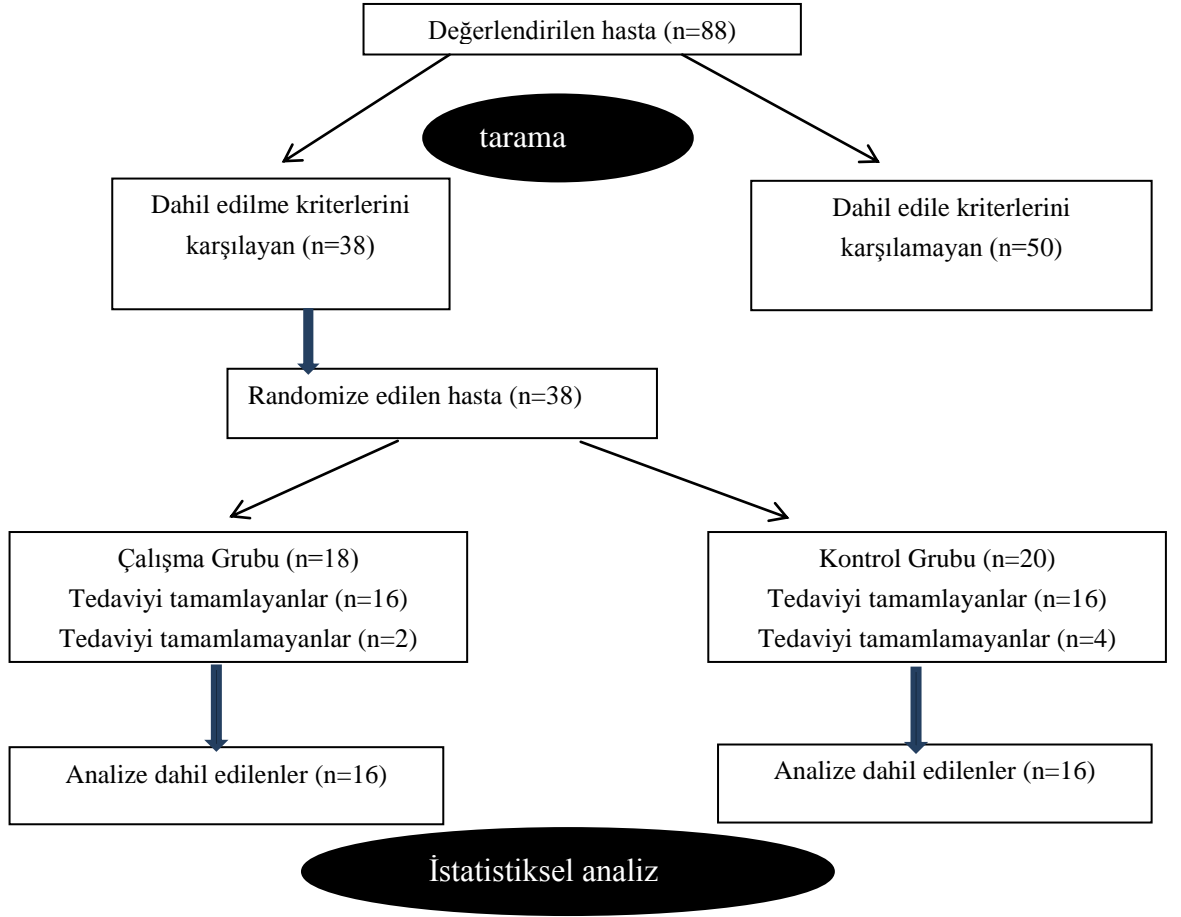 Değerlendirilen hasta (n=88)
tarama
Dahil edilme kriterlerini
karşılayan (n=38)
Dahil edile kriterlerini
karşılamayan (n=50)
Randomize edilen hasta (n=38)
Çalışma Grubu (n=18)
Tedaviyi tamamlayanlar (n=16)
Tedaviyi tamamlamayanlar (n=2)
Kontrol Grubu (n=20)
Tedaviyi tamamlayanlar (n=16)
Tedaviyi tamamlamayanlar (n=4)
Analize dahil edilenler (n=16)
Analize dahil edilenler (n=16)
İstatistiksel analiz